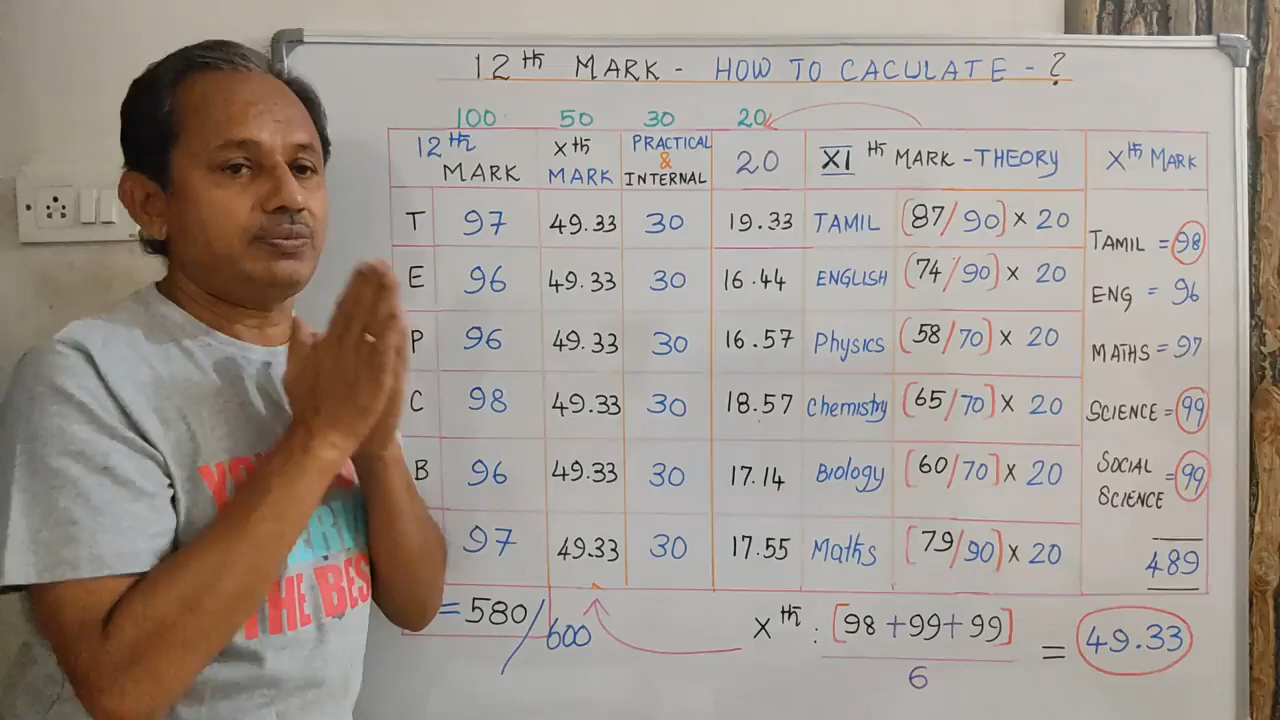 12th MARK - HOW TO CACULATE - ?
100 50 30 20
12th MARK Xth MARK PRACTICAL & INTERNAL 20 XIth MARK - THEORY Xth MARK
T 97 49.33 30 19.33 TAMIL (87/90) × 20 TAMIL = 98
E 96 49.33 30 16.44 ENGLISH (74/90) × 20 ENG = 96
P 96 49.33 30 16.57 Physics (58/70) × 20 MATHS = 97
C 98 49.33 30 18.57 Chemistry (65/70) × 20 SCIENCE = 99
B 96 49.33 30 17.14 Biology [60/70] × 20 SOCIAL SCIENCE = 99
97 49.33 30 17.55 Maths [79/90] × 20 489
= 580/600 Xth : [98 + 99 + 99] / 6 = 49.33
THE BES